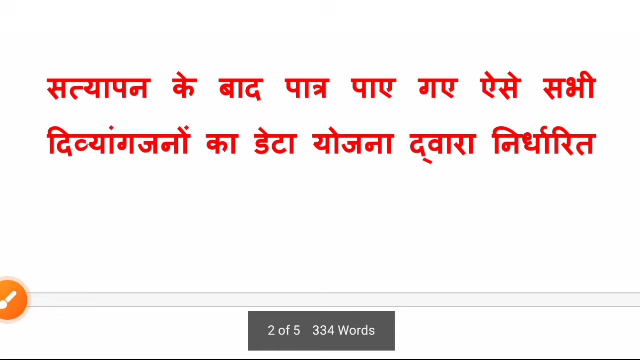 सत्यापन के बाद पात्र पाए गए ऐसे सभी
दिव्यांगजनों का डेटा योजना द्वारा निर्धारित
2 of 5 334 Words